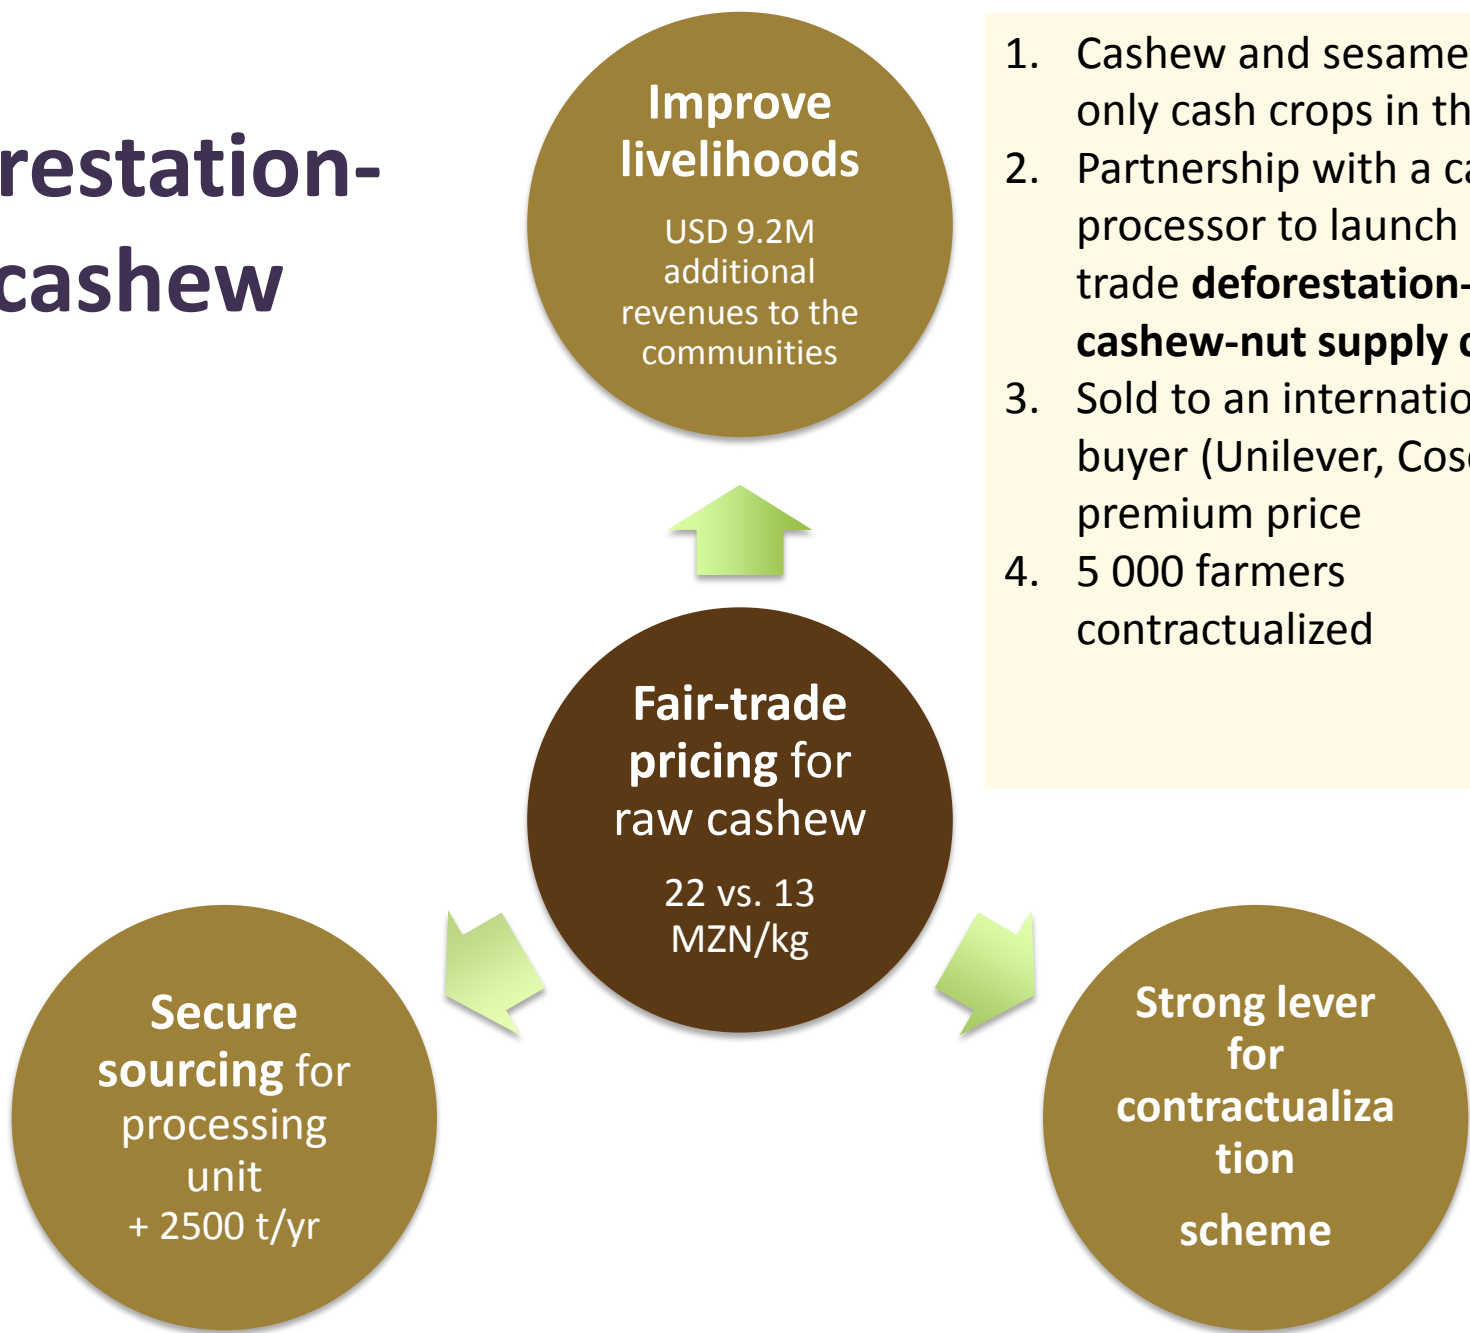 restation-
cashew
Improve
livelihoods
USD 9.2M
additional
revenues to the
communities
1. Cashew and sesame
only cash crops in th
2. Partnership with a ca
processor to launch
trade deforestation-
cashew-nut supply c
3. Sold to an internatio
buyer (Unilever, Cos
premium price
4. 5 000 farmers
contractualized
Fair-trade
pricing for
raw cashew
22 vs. 13
MZN/kg
Secure
sourcing for
processing
unit
+ 2500 t/yr
Strong lever
for
contractualiza
tion
scheme